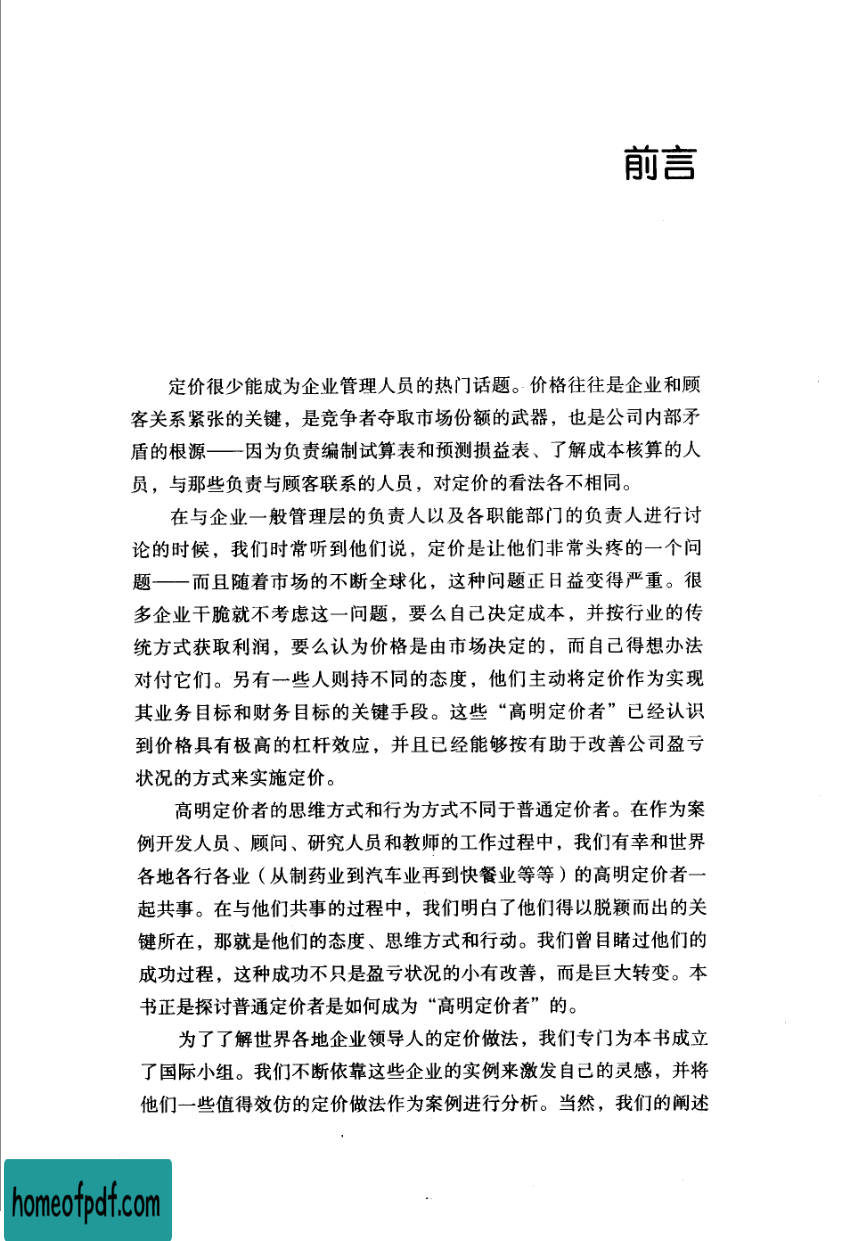 前言
定价很少能成为企业管理人员的热门话题。价格往往是企业和顾
客关系紧张的关键，是竞争者夺取市场份额的武器，也是公司内部矛
盾的根源——因为负责编制试算表和预测损益表、了解成本核算的人
员，与那些负责与顾客联系的人员，对定价的看法各不相同。
在与企业一般管理层的负责人以及各职能部门的负责人进行讨
论的时候，我们时常听到他们说，定价是让他们非常头疼的一个问
题——而且随着市场的不断全球化，这种问题正日益变得严重。很
多企业干脆就不考虑这一问题，要么自己决定成本，并按行业的传
统方式获取利润，要么认为价格是由市场决定的，而自己得想办法
对付它们。另有一些人则持不同的态度，他们主动将定价作为实现
其业务目标和财务目标的关键手段。这些“高明定价者”已经认识
到价格具有极高的杠杆效应，并且已经能够按有助于改善公司盈亏
状况的方式来实施定价。
高明定价者的思维方式和行为方式不同于普通定价者。在作为案
例开发人员、顾问、研究人员和教师的工作过程中，我们有幸和世界
各地各行各业（从制药业到汽车业再到快餐业等等）的高明定价者一
起共事。在与他们共事的过程中，我们明白了他们得以脱颖而出的关
键所在，那就是他们的态度、思维方式和行动。我们曾目睹过他们的
成功过程，这种成功不只是盈亏状况的小有改善，而是巨大转变。本
书正是探讨普通定价者是如何成为“高明定价者”的。
为了了解世界各地企业领导人的定价做法，我们专门为本书成立
了国际小组。我们不断依靠这些企业的实例来激发自己的灵感，并将
他们一些值得效仿的定价做法作为案例进行分析。当然，我们的阐述
homeofpdf.com